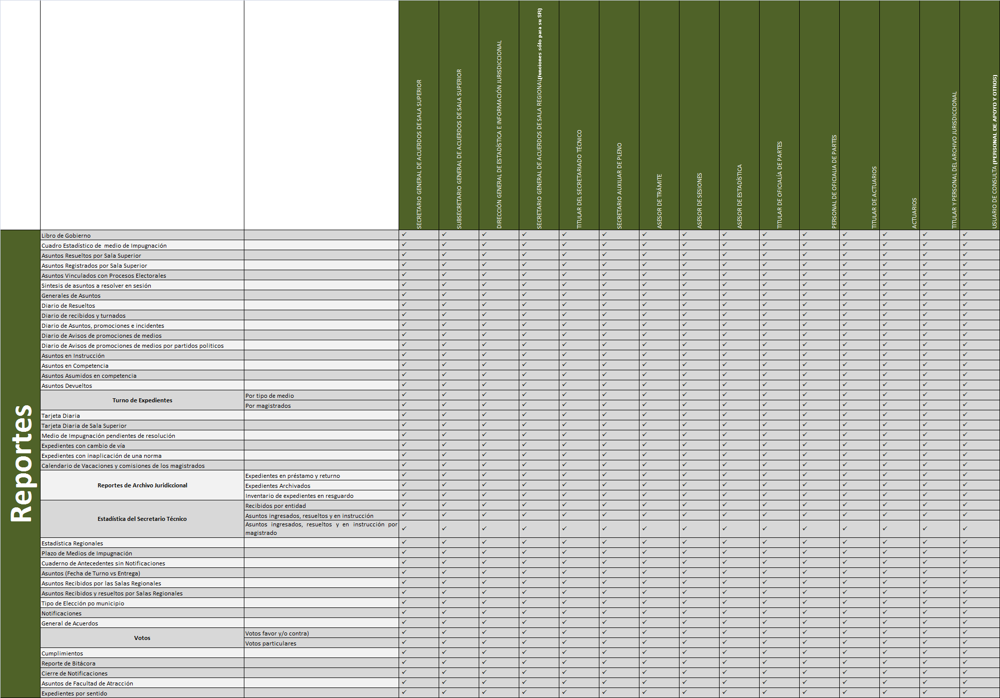 SECRETARIO GENERAL DE ACUERDOS DE SALA SUPERIOR
SUBSECRETARIO GENERAL DE ACUERDOS DE SALA SUPERIOR
DIRECCIÓN GENERAL DE ESTADÍSTICA E INFORMACIÓN JURISDICCIONAL
SECRETARIO GENERAL DE ACUERDOS DE SALA REGIONAL(funciones sólo para su SR)
TITULAR DEL SECRETARIADO TÉCNICO
SECRETARIO AUXILIAR DE PLENO
ASESOR DE TRÁMITE
ASESOR DE SESIONES
ASESOR DE ESTADÍSTICA
TITULAR DE OFICIALÍA DE PARTES
PERSONAL DE OFICIALIA DE PARTES
TITULAR DE ACTUARIOS
ACTUARIOS
TITULAR Y PERSONAL DEL ARCHIVO JURISDICCIONAL
USUARIO DE CONSULTA (PERSONAL DE APOYO Y OTROS)
Reportes
Libro de Gobierno ✓ ✓ ✓ ✓ ✓ ✓ ✓ ✓ ✓ ✓ ✓ ✓ ✓ ✓ ✓
Cuadro Estadístico de  medio de Impugnación ✓ ✓ ✓ ✓ ✓ ✓ ✓ ✓ ✓ ✓ ✓ ✓ ✓ ✓ ✓
Asuntos Resueltos por Sala Superior ✓ ✓ ✓ ✓ ✓ ✓ ✓ ✓ ✓ ✓ ✓ ✓ ✓ ✓ ✓
Asuntos Registrados por Sala Superior ✓ ✓ ✓ ✓ ✓ ✓ ✓ ✓ ✓ ✓ ✓ ✓ ✓ ✓ ✓
Asuntos Vinculados con Procesos Electorales ✓ ✓ ✓ ✓ ✓ ✓ ✓ ✓ ✓ ✓ ✓ ✓ ✓ ✓ ✓
Sintesis de asuntos a resolver en sesión ✓ ✓ ✓ ✓ ✓ ✓ ✓ ✓ ✓ ✓ ✓ ✓ ✓ ✓ ✓
Generales de Asuntos ✓ ✓ ✓ ✓ ✓ ✓ ✓ ✓ ✓ ✓ ✓ ✓ ✓ ✓ ✓
Diario de Resueltos ✓ ✓ ✓ ✓ ✓ ✓ ✓ ✓ ✓ ✓ ✓ ✓ ✓ ✓ ✓
Diario de recibidos y turnados ✓ ✓ ✓ ✓ ✓ ✓ ✓ ✓ ✓ ✓ ✓ ✓ ✓ ✓ ✓
Diario de Asuntos, promociones e incidentes ✓ ✓ ✓ ✓ ✓ ✓ ✓ ✓ ✓ ✓ ✓ ✓ ✓ ✓ ✓
Diario de Avisos de promociones de medios ✓ ✓ ✓ ✓ ✓ ✓ ✓ ✓ ✓ ✓ ✓ ✓ ✓ ✓ ✓
Diario de Avisos de promociones de medios por partidos politicos ✓ ✓ ✓ ✓ ✓ ✓ ✓ ✓ ✓ ✓ ✓ ✓ ✓ ✓ ✓
Asuntos en Instrucción ✓ ✓ ✓ ✓ ✓ ✓ ✓ ✓ ✓ ✓ ✓ ✓ ✓ ✓ ✓
Asuntos en Competencia ✓ ✓ ✓ ✓ ✓ ✓ ✓ ✓ ✓ ✓ ✓ ✓ ✓ ✓ ✓
Asuntos Asumidos en competencia ✓ ✓ ✓ ✓ ✓ ✓ ✓ ✓ ✓ ✓ ✓ ✓ ✓ ✓ ✓
Asuntos Devueltos ✓ ✓ ✓ ✓ ✓ ✓ ✓ ✓ ✓ ✓ ✓ ✓ ✓ ✓ ✓
Turno de Expedientes
Por tipo de medio ✓ ✓ ✓ ✓ ✓ ✓ ✓ ✓ ✓ ✓ ✓ ✓ ✓ ✓ ✓
Por magistrados ✓ ✓ ✓ ✓ ✓ ✓ ✓ ✓ ✓ ✓ ✓ ✓ ✓ ✓ ✓
Tarjeta Diaria ✓ ✓ ✓ ✓ ✓ ✓ ✓ ✓ ✓ ✓ ✓ ✓ ✓ ✓ ✓
Tarjeta Diaria de Sala Superior ✓ ✓ ✓ ✓ ✓ ✓ ✓ ✓ ✓ ✓ ✓ ✓ ✓ ✓ ✓
Medio de Impugnación pendientes de resolución ✓ ✓ ✓ ✓ ✓ ✓ ✓ ✓ ✓ ✓ ✓ ✓ ✓ ✓ ✓
Expedientes con cambio de vía ✓ ✓ ✓ ✓ ✓ ✓ ✓ ✓ ✓ ✓ ✓ ✓ ✓ ✓ ✓
Expedientes con inaplicación de una norma ✓ ✓ ✓ ✓ ✓ ✓ ✓ ✓ ✓ ✓ ✓ ✓ ✓ ✓ ✓
Calendario de Vacaciones y comisiones de los magistrados ✓ ✓ ✓ ✓ ✓ ✓ ✓ ✓ ✓ ✓ ✓ ✓ ✓ ✓ ✓
Reportes de Archivo Juridiccional
Expedientes en préstamo y returno ✓ ✓ ✓ ✓ ✓ ✓ ✓ ✓ ✓ ✓ ✓ ✓ ✓ ✓ ✓
Expedientes Archivados ✓ ✓ ✓ ✓ ✓ ✓ ✓ ✓ ✓ ✓ ✓ ✓ ✓ ✓ ✓
Inventario de expedientes en resguardo ✓ ✓ ✓ ✓ ✓ ✓ ✓ ✓ ✓ ✓ ✓ ✓ ✓ ✓ ✓
Estadística del Secretario Técnico
Recibidos por entidad ✓ ✓ ✓ ✓ ✓ ✓ ✓ ✓ ✓ ✓ ✓ ✓ ✓ ✓ ✓
Asuntos ingresados, resueltos y en instrucción ✓ ✓ ✓ ✓ ✓ ✓ ✓ ✓ ✓ ✓ ✓ ✓ ✓ ✓ ✓
Asuntos ingresados, resueltos y en instrucción por
magistrado ✓ ✓ ✓ ✓ ✓ ✓ ✓ ✓ ✓ ✓ ✓ ✓ ✓ ✓ ✓
Estadística Regionales ✓ ✓ ✓ ✓ ✓ ✓ ✓ ✓ ✓ ✓ ✓ ✓ ✓ ✓ ✓
Plazo de Medios de Impugnación ✓ ✓ ✓ ✓ ✓ ✓ ✓ ✓ ✓ ✓ ✓ ✓ ✓ ✓ ✓
Cuaderno de Antecedentes sin Notificaciones ✓ ✓ ✓ ✓ ✓ ✓ ✓ ✓ ✓ ✓ ✓ ✓ ✓ ✓ ✓
Asuntos (Fecha de Turno vs Entrega) ✓ ✓ ✓ ✓ ✓ ✓ ✓ ✓ ✓ ✓ ✓ ✓ ✓ ✓ ✓
Asuntos Recibidos por las Salas Regionales ✓ ✓ ✓ ✓ ✓ ✓ ✓ ✓ ✓ ✓ ✓ ✓ ✓ ✓ ✓
Asuntos Recibidos y resueltos por Salas Regionales ✓ ✓ ✓ ✓ ✓ ✓ ✓ ✓ ✓ ✓ ✓ ✓ ✓ ✓ ✓
Tipo de Elección po municipio ✓ ✓ ✓ ✓ ✓ ✓ ✓ ✓ ✓ ✓ ✓ ✓ ✓ ✓ ✓
Notificaciones ✓ ✓ ✓ ✓ ✓ ✓ ✓ ✓ ✓ ✓ ✓ ✓ ✓ ✓ ✓
General de Acuerdos ✓ ✓ ✓ ✓ ✓ ✓ ✓ ✓ ✓ ✓ ✓ ✓ ✓ ✓ ✓
Votos
Votos favor y/o contra) ✓ ✓ ✓ ✓ ✓ ✓ ✓ ✓ ✓ ✓ ✓ ✓ ✓ ✓ ✓
Votos particulares ✓ ✓ ✓ ✓ ✓ ✓ ✓ ✓ ✓ ✓ ✓ ✓ ✓ ✓ ✓
Cumplimientos ✓ ✓ ✓ ✓ ✓ ✓ ✓ ✓ ✓ ✓ ✓ ✓ ✓ ✓ ✓
Reporte de Bitácora ✓ ✓ ✓ ✓ ✓ ✓ ✓ ✓ ✓ ✓ ✓ ✓ ✓ ✓ ✓
Cierre de Notificaciones ✓ ✓ ✓ ✓ ✓ ✓ ✓ ✓ ✓ ✓ ✓ ✓ ✓ ✓ ✓
Asuntos de Facultad de Atracción ✓ ✓ ✓ ✓ ✓ ✓ ✓ ✓ ✓ ✓ ✓ ✓ ✓ ✓ ✓
Expedientes por sentido ✓ ✓ ✓ ✓ ✓ ✓ ✓ ✓ ✓ ✓ ✓ ✓ ✓ ✓ ✓